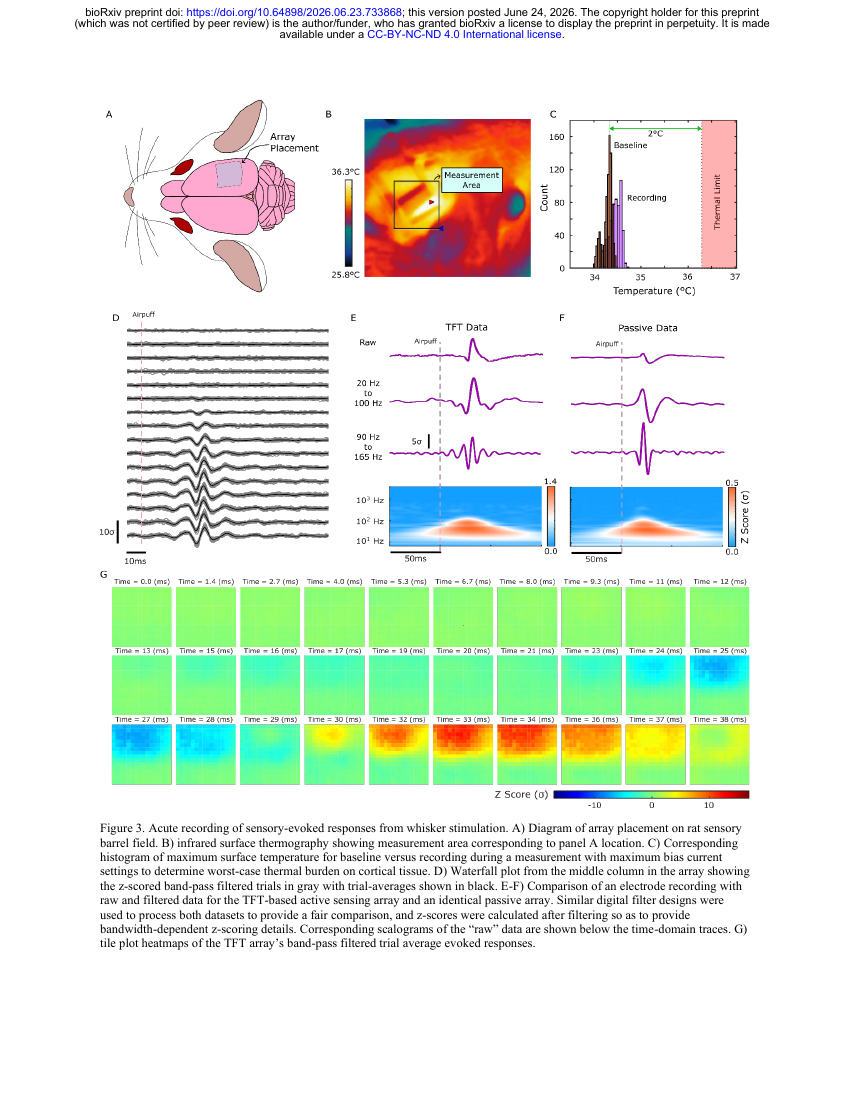 bioRxiv preprint doi: https://doi.org/10.64898/2026.06.23.733868; this version posted June 24, 2026. The copyright holder for this preprint
(which was not certified by peer review) is the author/funder, who has granted bioRxiv a license to display the preprint in perpetuity. It is made
available under a CC-BY-NC-ND 4.0 International license.
A
Array
Placement
B
36.3°C
25.8°C
Measurement
Area
C
160
120
80
40
0
Count
2°C
Baseline
Recording
Thermal Limit
34
35
36
37
Temperature (°C)
D
Airpuff
10σ
10ms
E
TFT Data
Raw
Airpuff
20 Hz
to
100 Hz
90 Hz
to
165 Hz
5σ
10³ Hz
10² Hz
10¹ Hz
1.4
0.0
50ms
F
Passive Data
Airpuff
0.5
0.0
Z Score (σ)
50ms
G
Time = 0.0 (ms) Time = 1.4 (ms) Time = 2.7 (ms) Time = 4.0 (ms) Time = 5.3 (ms) Time = 6.7 (ms) Time = 8.0 (ms) Time = 9.3 (ms) Time = 11 (ms) Time = 12 (ms)
Time = 13 (ms) Time = 15 (ms) Time = 16 (ms) Time = 17 (ms) Time = 19 (ms) Time = 20 (ms) Time = 21 (ms) Time = 23 (ms) Time = 24 (ms) Time = 25 (ms)
Time = 27 (ms) Time = 28 (ms) Time = 29 (ms) Time = 30 (ms) Time = 32 (ms) Time = 33 (ms) Time = 34 (ms) Time = 36 (ms) Time = 37 (ms) Time = 38 (ms)
Z Score (σ)
-10 0 10
Figure 3. Acute recording of sensory-evoked responses from whisker stimulation. A) Diagram of array placement on rat sensory
barrel field. B) infrared surface thermography showing measurement area corresponding to panel A location. C) Corresponding
histogram of maximum surface temperature for baseline versus recording during a measurement with maximum bias current
settings to determine worst-case thermal burden on cortical tissue. D) Waterfall plot from the middle column in the array showing
the z-scored band-pass filtered trials in gray with trial-averages shown in black. E-F) Comparison of an electrode recording with
raw and filtered data for the TFT-based active sensing array and an identical passive array. Similar digital filter designs were
used to process both datasets to provide a fair comparison, and z-scores were calculated after filtering so as to provide
bandwidth-dependent z-scoring details. Corresponding scalograms of the “raw” data are shown below the time-domain traces. G)
tile plot heatmaps of the TFT array’s band-pass filtered trial average evoked responses.